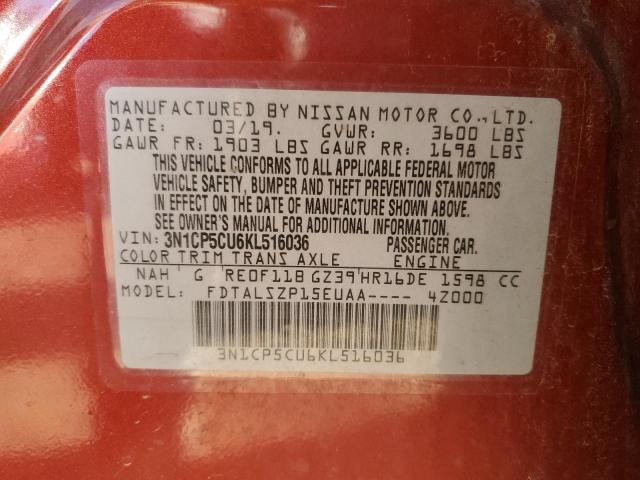 MANUFACTURED BY NISSAN MOTOR CO.,LTD.
DATE: 03/19. GVWR: 3600 LBS
GAWR FR: 1903 LBS GAWR RR: 1698 LBS
THIS VEHICLE CONFORMS TO ALL APPLICABLE FEDERAL MOTOR
VEHICLE SAFETY, BUMPER AND THEFT PREVENTION STANDARDS
IN EFFECT ON THE DATE OF MANUFACTURE SHOWN ABOVE.
SEE OWNER'S MANUAL FOR ADDITIONAL INFORMATION.
VIN: 3N1CP5CU6KL516036 PASSENGER CAR.
COLOR TRIM TRANS AXLE ENGINE
NAH G RE0F11B GZ39 HR16DE 1598 CC
MODEL: FDTALSZP15EUAA---- 4Z000
3N1CP5CU6KL516036